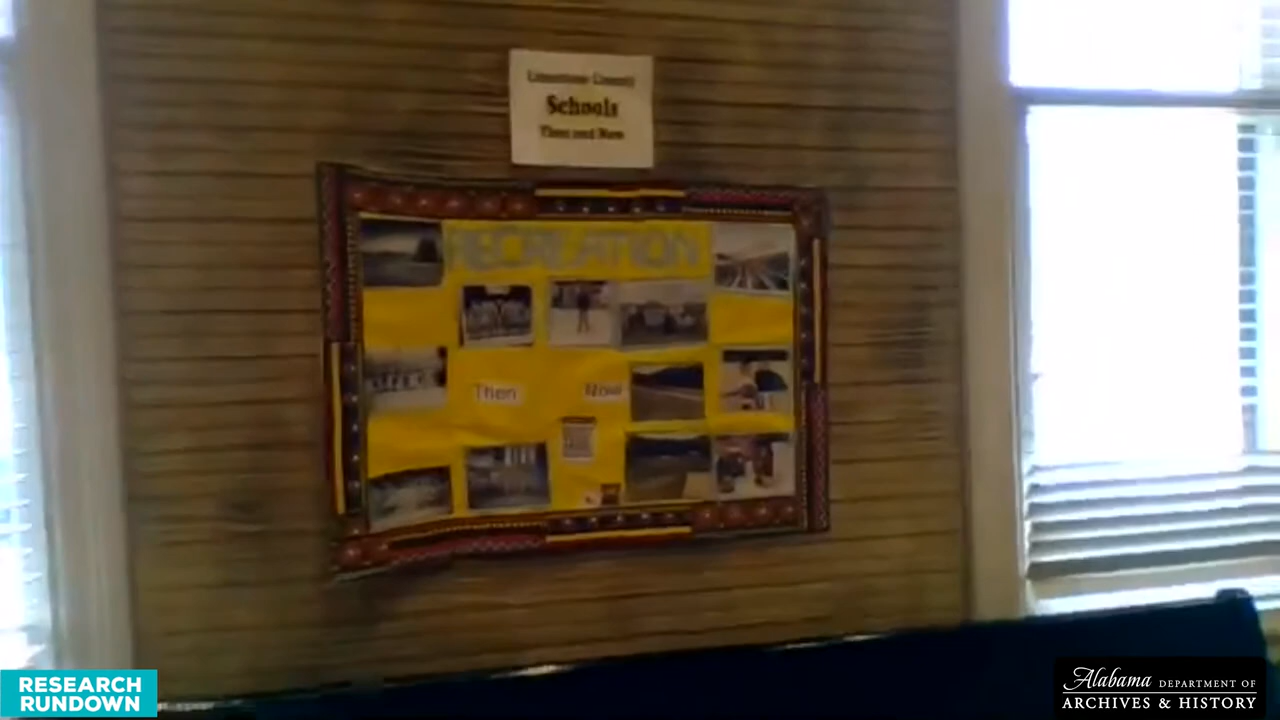 Limestone County
Schools
Then and Now
RECREATION
Then
Now
RESEARCH
RUNDOWN
Alabama DEPARTMENT OF
ARCHIVES & HISTORY